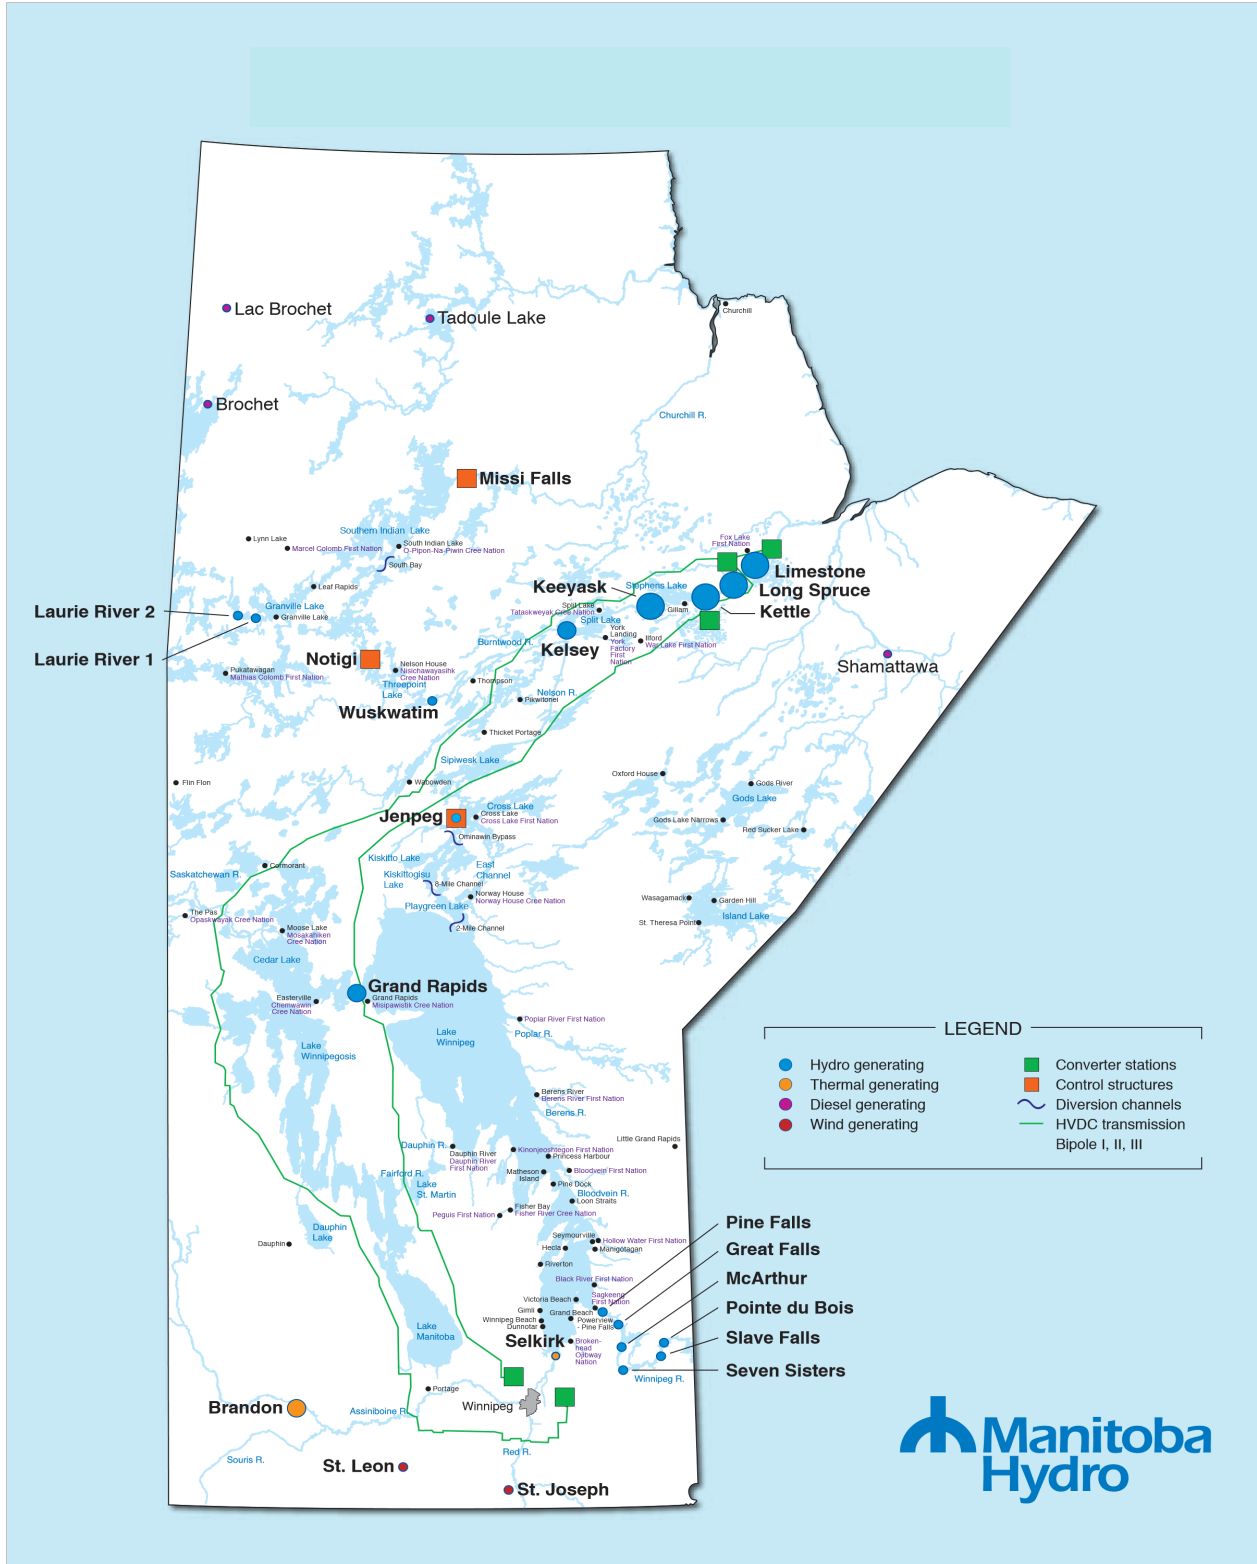 Churchill
Lac Brochet
Tadoule Lake
Brochet
Churchill R.
Missi Falls
Southern Indian Lake
Lynn Lake
Marcel Colomb First Nation
South Indian Lake
O-Pipon-Na-Piwin Cree Nation
South Bay
Fox Lake
First Nation
Limestone
Long Spruce
Kettle
Keeyask
Stephens Lake
Leaf Rapids
Granville Lake
Granville Lake
Laurie River 2
Laurie River 1
Split Lake
Tataskweyak Cree Nation
Split Lake
Gillam
York
Landing
York
Factory
First
Nation
Ilford
War Lake First Nation
Burntwood R.
Kelsey
Shamattawa
Notigi
Nelson House
Nisichawayasihk
Cree Nation
Pukatawagan
Mathias Colomb First Nation
Threepoint
Lake
Thompson
Nelson R.
Pikwitonei
Wuskwatim
Thicket Portage
Sipiwesk Lake
Flin Flon
Wabowden
Oxford House
Gods River
Gods Lake
Gods Lake Narrows
Red Sucker Lake
Jenpeg
Cross Lake
Cross Lake
Cross Lake First Nation
Ominawin Bypass
Kiskitto Lake
Kiskittogisu
Lake
East
Channel
8-Mile Channel
Cormorant
Saskatchewan R.
Norway House
Norway House Cree Nation
Playgreen Lake
2-Mile Channel
Wasagamack
Garden Hill
Island Lake
St. Theresa Point
The Pas
Opaskwayak Cree Nation
Moose Lake
Mosakahiken
Cree Nation
Cedar Lake
Grand Rapids
Grand Rapids
Misipawistik Cree Nation
Easterville
Chemawawin
Cree Nation
Lake
Winnipegosis
Lake
Winnipeg
Poplar River First Nation
Poplar R.
LEGEND
Hydro generating
Thermal generating
Diesel generating
Wind generating
Converter stations
Control structures
Diversion channels
HVDC transmission
Bipole I, II, III
Berens River
Berens River First Nation
Berens R.
Little Grand Rapids
Dauphin R.
Dauphin River
Dauphin River
First Nation
Kinonjeoshtegon First Nation
Princess Harbour
Matheson
Island
Bloodvein First Nation
Fairford R.
Lake
St. Martin
Pine Dock
Bloodvein R.
Loon Straits
Peguis First Nation
Fisher Bay
Fisher River Cree Nation
Dauphin
Lake
Dauphin
Seymourville
Hollow Water First Nation
Hecla
Manigotagan
Riverton
Black River First Nation
Victoria Beach
Sagkeeng
First Nation
Gimli
Grand Beach
Winnipeg Beach
Dunnotar
Powerview
- Pine Falls
Pine Falls
Great Falls
McArthur
Pointe du Bois
Slave Falls
Seven Sisters
Selkirk
Broken-
head
Ojibway
Nation
Lake
Manitoba
Winnipeg R.
Portage
Winnipeg
Brandon
Assiniboine R.
Souris R.
Red R.
St. Leon
St. Joseph
Manitoba
Hydro